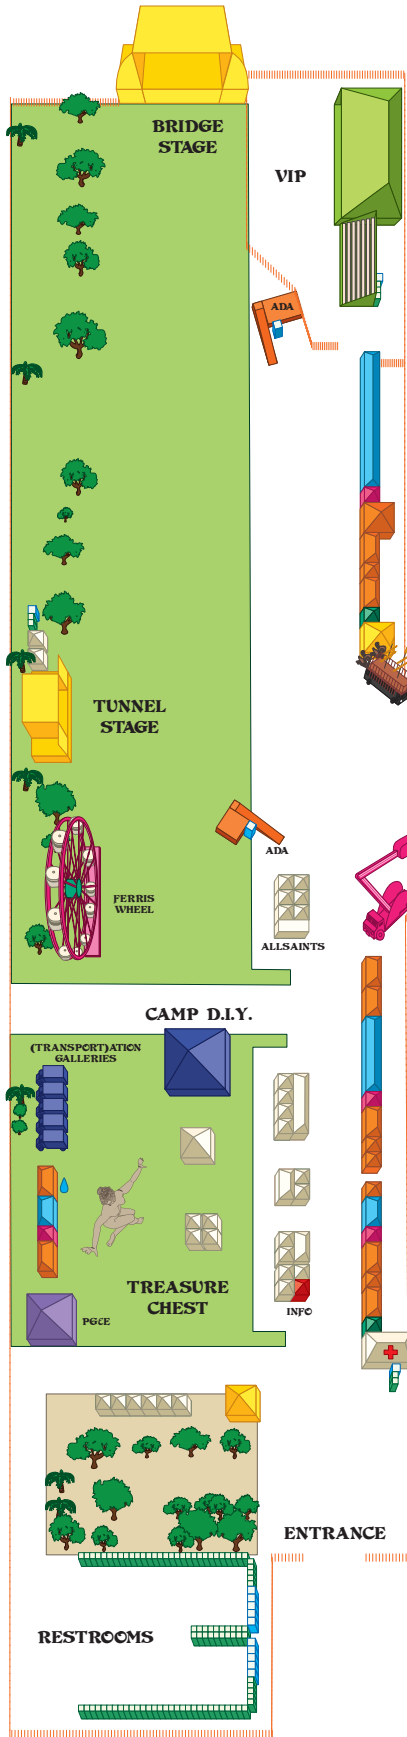 BRIDGE
STAGE
VIP
ADA
TUNNEL
STAGE
ADA
FERRIS
WHEEL
ALLSAINTS
CAMP D.I.Y.
(TRANSPORT)ATION
GALLERIES
TREASURE
CHEST
PG&E
INFO
ENTRANCE
RESTROOMS